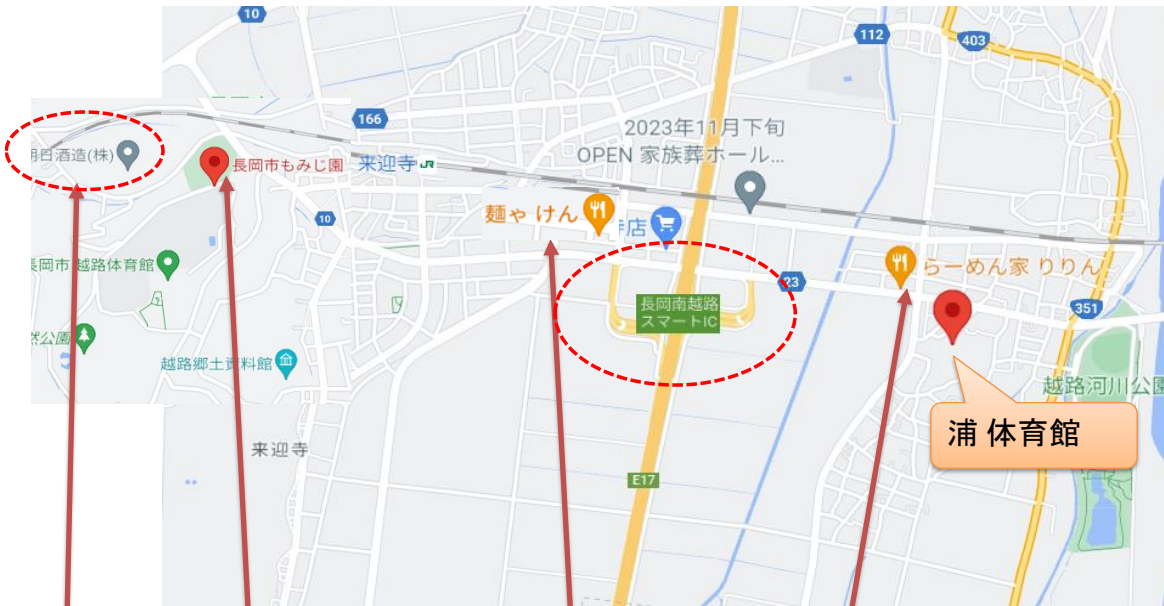 10
112
403
166
2023年11月下旬
OPEN 家族葬ホール...
日酒造(株)
長岡市もみじ園
来迎寺
JR
麺や けん
店
10
長岡市 越路体育館
長岡南越路
スマートIC
23
らーめん家 りりん
351
然公園
越路郷土資料館
越路河川公園
浦 体育館
来迎寺
E17